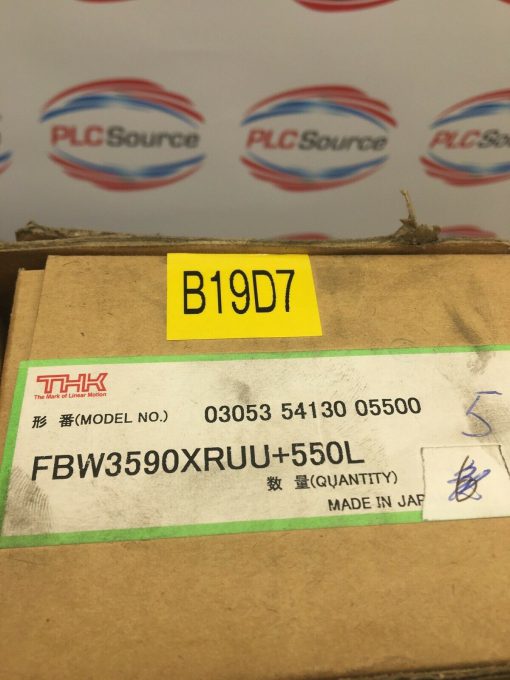 PLCSource PLCSource
B19D7
THK
The Mark of Linear Motion
形 番(MODEL NO.) 03053 54130 05500
5
FBW3590XRUU+550L
数 量(QUANTITY)
MADE IN JAP